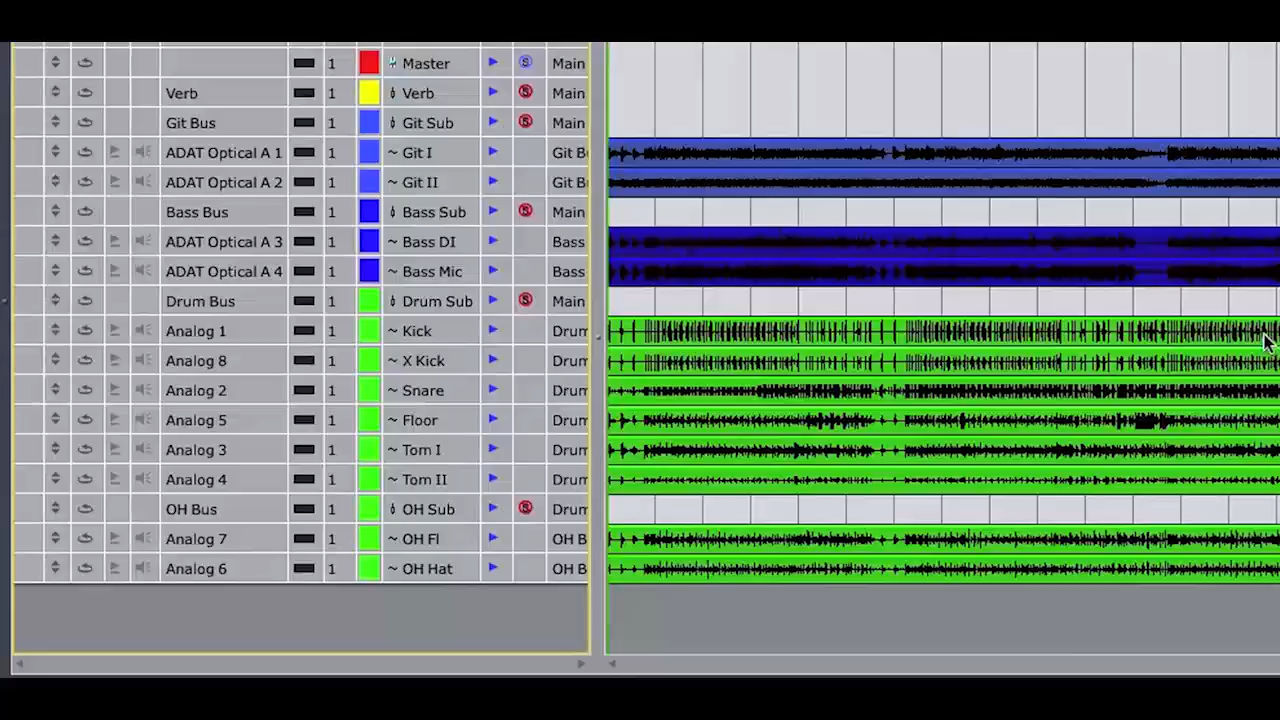 1 Master S Main
Verb 1 Verb S Main
Git Bus 1 Git Sub S Main
ADAT Optical A 1 1 ~ Git I Git B
ADAT Optical A 2 1 ~ Git II Git B
Bass Bus 1 Bass Sub S Main
ADAT Optical A 3 1 ~ Bass DI Bass
ADAT Optical A 4 1 ~ Bass Mic Bass
Drum Bus 1 Drum Sub S Main
Analog 1 1 ~ Kick Drum
Analog 8 1 ~ X Kick Drum
Analog 2 1 ~ Snare Drum
Analog 5 1 ~ Floor Drum
Analog 3 1 ~ Tom I Drum
Analog 4 1 ~ Tom II Drum
OH Bus 1 OH Sub S Drum
Analog 7 1 ~ OH Fl OH B
Analog 6 1 ~ OH Hat OH B